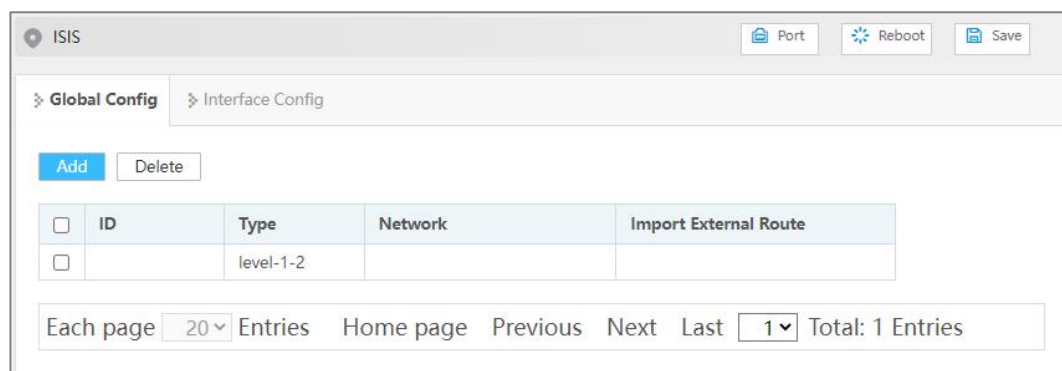 ISIS Port Reboot Save
Global Config Interface Config
Add Delete
ID Type Network Import External Route
level-1-2
Each page 20 Entries Home page Previous Next Last 1 Total: 1 Entries